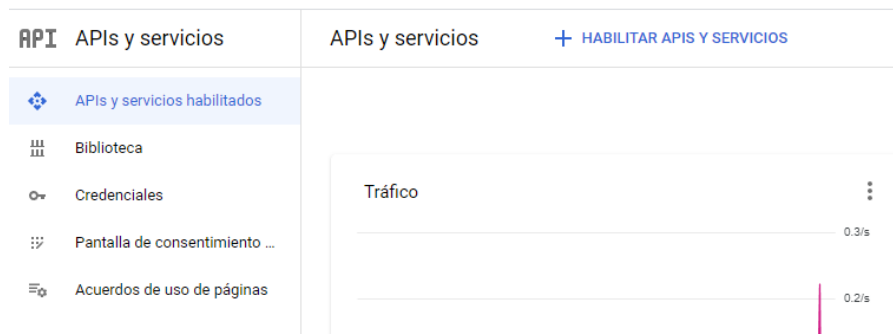 API APIs y servicios
APIs y servicios
HABILITAR APIS Y SERVICIOS
APIs y servicios habilitados
Biblioteca
Credenciales
Pantalla de consentimiento ...
Acuerdos de uso de páginas
Tráfico
0.3/s
0.2/s